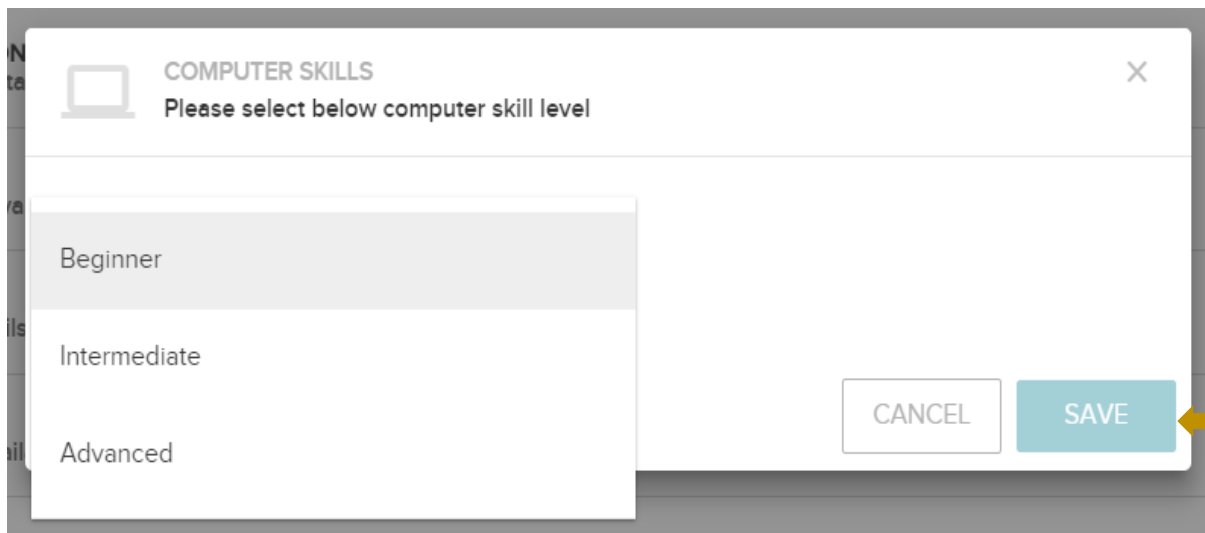 COMPUTER SKILLS
Please select below computer skill level
Beginner
Intermediate
Advanced
CANCEL
SAVE